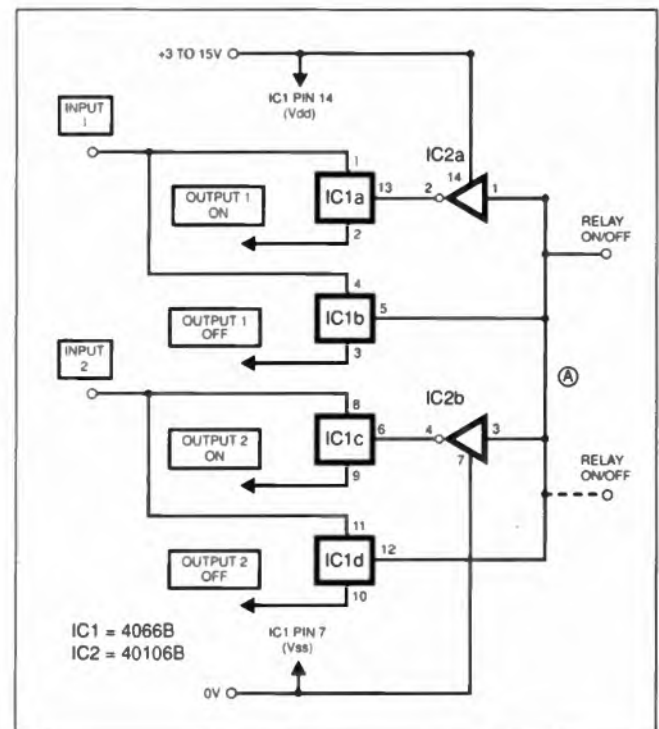 +3 TO 15V
IC1 PIN 14
(Vdd)
INPUT
1
IC2a
14
1
IC1a
13
2
1
OUTPUT 1
ON
2
RELAY
ON/OFF
4
OUTPUT 1
OFF
IC1b
5
3
INPUT
2
A
8
IC2b
OUTPUT 2
ON
IC1c
6
4
3
7
9
RELAY
ON/OFF
11
OUTPUT 2
OFF
IC1d
12
10
IC1 = 4066B
IC2 = 40106B
IC1 PIN 7
(Vss)
0V